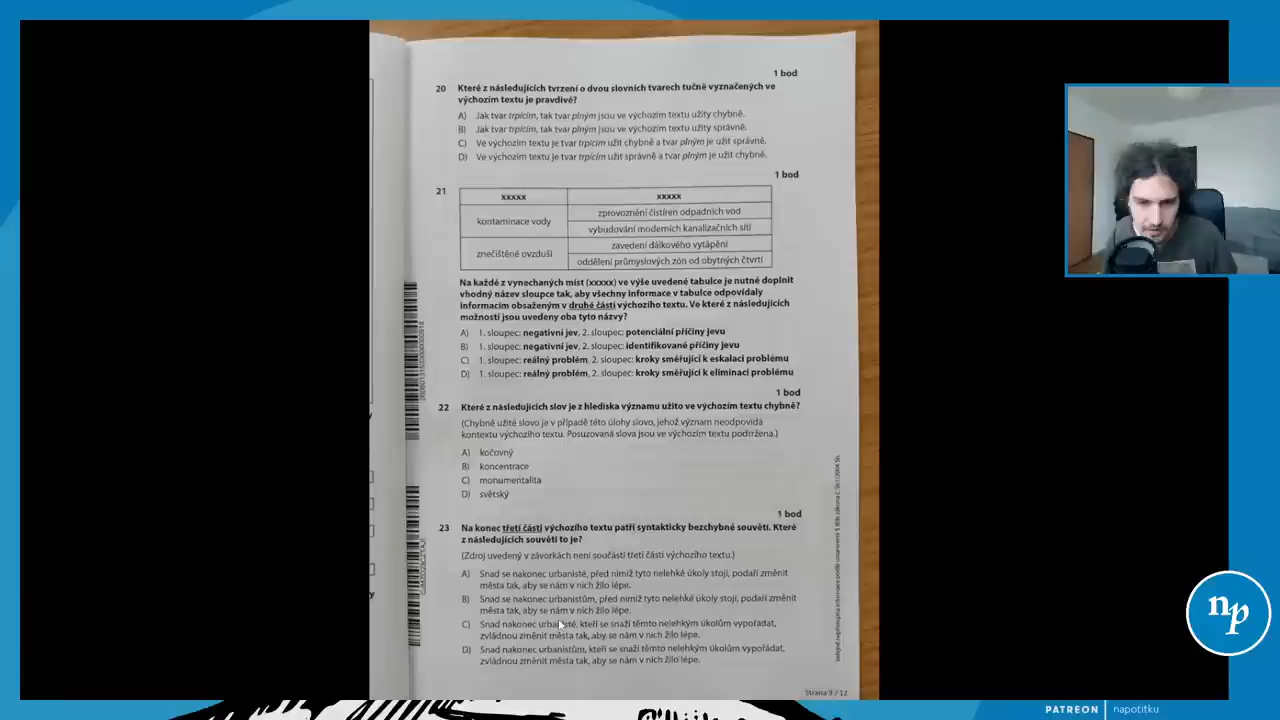 1 bod
20 Které z následujících tvrzení o dvou slovních tvarech tučně vyznačených ve
výchozím textu je pravdivé?
A) Jak tvar trpícím, tak tvar plným jsou ve výchozím textu užity chybně.
B) Jak tvar trpícím, tak tvar plným jsou ve výchozím textu užity správně.
C) Ve výchozím textu je tvar trpícím užit chybně a tvar plným je užit správně.
D) Ve výchozím textu je tvar trpícím užit správně a tvar plným je užit chybně.
1 bod
21
xxxxx xxxxx
kontaminace vody
zprovoznění čistíren odpadních vod
vybudování moderních kanalizačních sítí
znečištěné ovzduší
zavedení dálkového vytápění
oddělení průmyslových zón od obytných čtvrtí
Na každé z vynechaných míst (xxxxx) ve výše uvedené tabulce je nutné doplnit
vhodný název sloupce tak, aby všechny informace v tabulce odpovídaly
informacím obsaženým v druhé části výchozího textu. Ve které z následujících
možností jsou uvedeny oba tyto názvy?
A) 1. sloupec: negativní jev, 2. sloupec: potenciální příčiny jevu
B) 1. sloupec: negativní jev, 2. sloupec: identifikované příčiny jevu
C) 1. sloupec: reálný problém, 2. sloupec: kroky směřující k eskalaci problému
D) 1. sloupec: reálný problém, 2. sloupec: kroky směřující k eliminaci problému
1 bod
22 Které z následujících slov je z hlediska významu užito ve výchozím textu chybně?
(Chybně užité slovo je v případě této úlohy slovo, jehož význam neodpovídá
kontextu výchozího textu. Posuzovaná slova jsou ve výchozím textu podtržena.)
A) kočovný
B) koncentrace
C) monumentalita
D) světský
1 bod
23 Na konec třetí části výchozího textu patří syntakticky bezchybné souvětí. Které
z následujících souvětí to je?
(Zdroj uvedený v závorkách není součástí třetí části výchozího textu.)
A) Snad se nakonec urbanisté, před nimiž tyto nelehké úkoly stojí, podaří změnit
města tak, aby se nám v nich žilo lépe.
B) Snad se nakonec urbanistům, před nimiž tyto nelehké úkoly stojí, podaří změnit
města tak, aby se nám v nich žilo lépe.
C) Snad nakonec urbanisté, kteří se snaží těmto nelehkým úkolům vypořádat,
zvládnou změnit města tak, aby se nám v nich žilo lépe.
D) Snad nakonec urbanistům, kteří se snaží těmto nelehkým úkolům vypořádat,
zvládnou změnit města tak, aby se nám v nich žilo lépe.
Strana 9 / 12
np
PATREON | napotitku